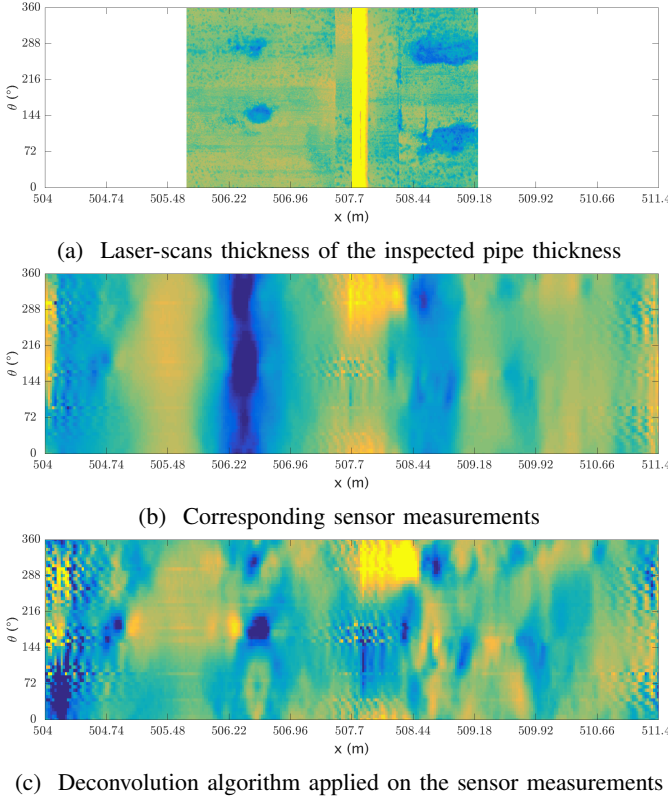 360
288
216
144
72
0
θ (°)
504 504.74 505.48 506.22 506.96 507.7 508.44 509.18 509.92 510.66 511.4
x (m)
(a) Laser-scans thickness of the inspected pipe thickness
360
288
216
144
72
0
θ (°)
504 504.74 505.48 506.22 506.96 507.7 508.44 509.18 509.92 510.66 511.4
x (m)
(b) Corresponding sensor measurements
360
288
216
144
72
0
θ (°)
504 504.74 505.48 506.22 506.96 507.7 508.44 509.18 509.92 510.66 511.4
x (m)
(c) Deconvolution algorithm applied on the sensor measurements